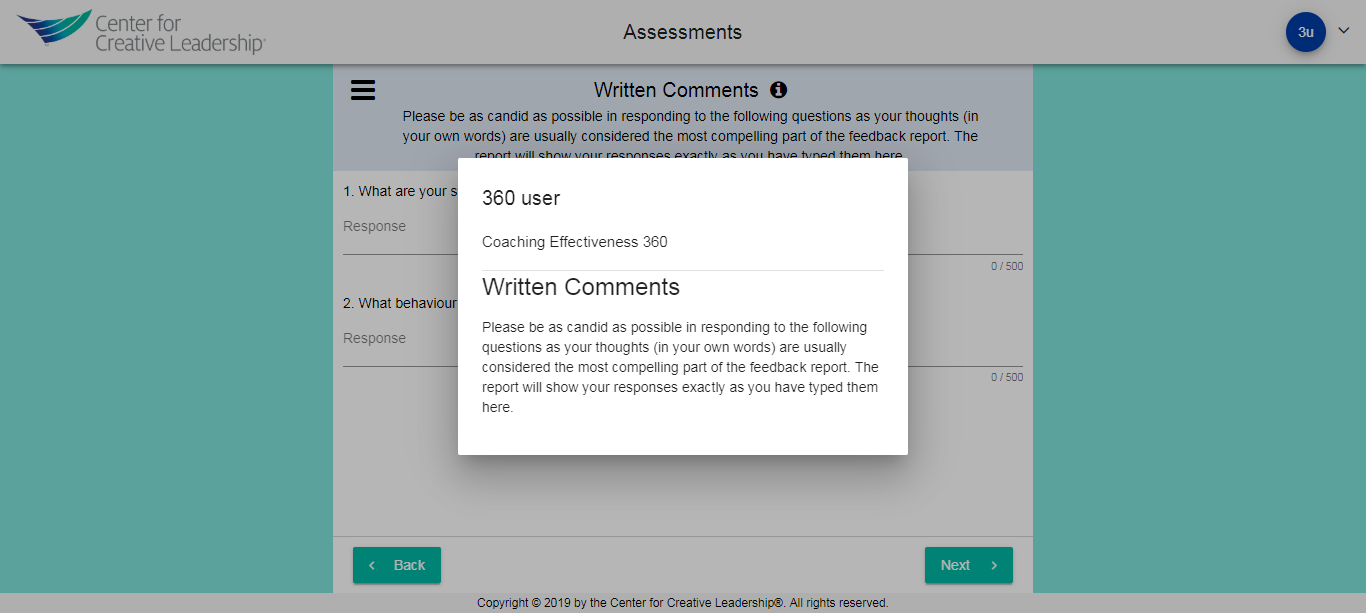 Center for
Creative Leadership®
Assessments
3u
Written Comments
Please be as candid as possible in responding to the following questions as your thoughts (in
your own words) are usually considered the most compelling part of the feedback report. The
report will show your responses exactly as you have typed them here.
1. What are your s
Response
0 / 500
2. What behaviour
Response
0 / 500
360 user
Coaching Effectiveness 360
Written Comments
Please be as candid as possible in responding to the following
questions as your thoughts (in your own words) are usually
considered the most compelling part of the feedback report. The
report will show your responses exactly as you have typed them
here.
Back
Next
Copyright © 2019 by the Center for Creative Leadership®. All rights reserved.